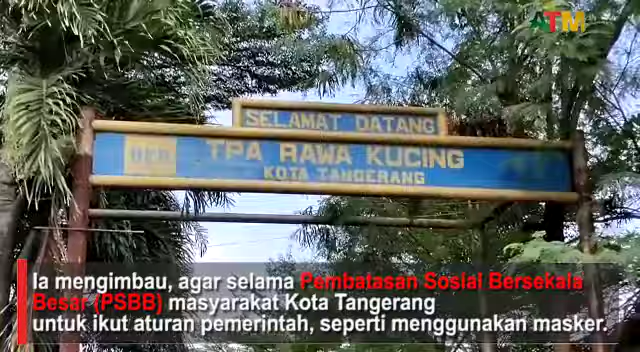 ATM
SELAMAT DATANG
TPA RAWA KUCING
KOTA TANGERANG
Ia mengimbau, agar selama Pembatasan Sosial Bersekala
Besar (PSBB) masyarakat Kota Tangerang
untuk ikut aturan pemerintah, seperti menggunakan masker.